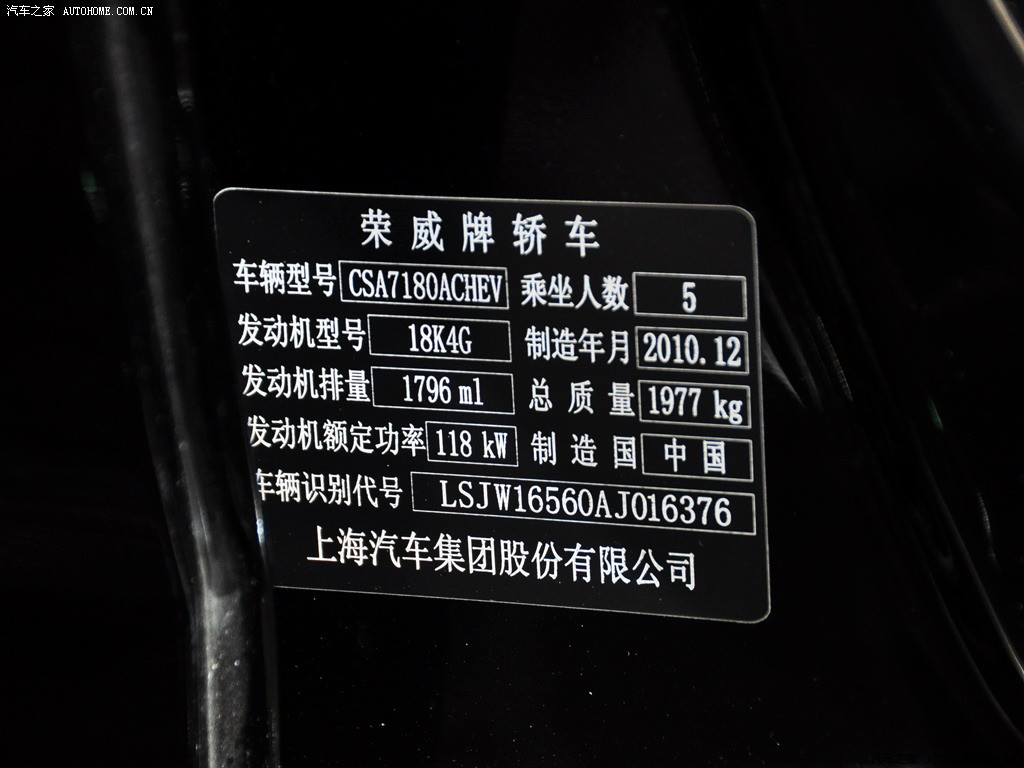 汽车之家 AUTOHOME.COM.CN
荣威牌轿车
车辆型号 CSA7180ACHEV 乘坐人数 5
发动机型号 18K4G 制造年月 2010.12
发动机排量 1796 ml 总质量 1977 kg
发动机额定功率 118 kW 制造国 中国
车辆识别代号 LSJW16560AJ016376
上海汽车集团股份有限公司